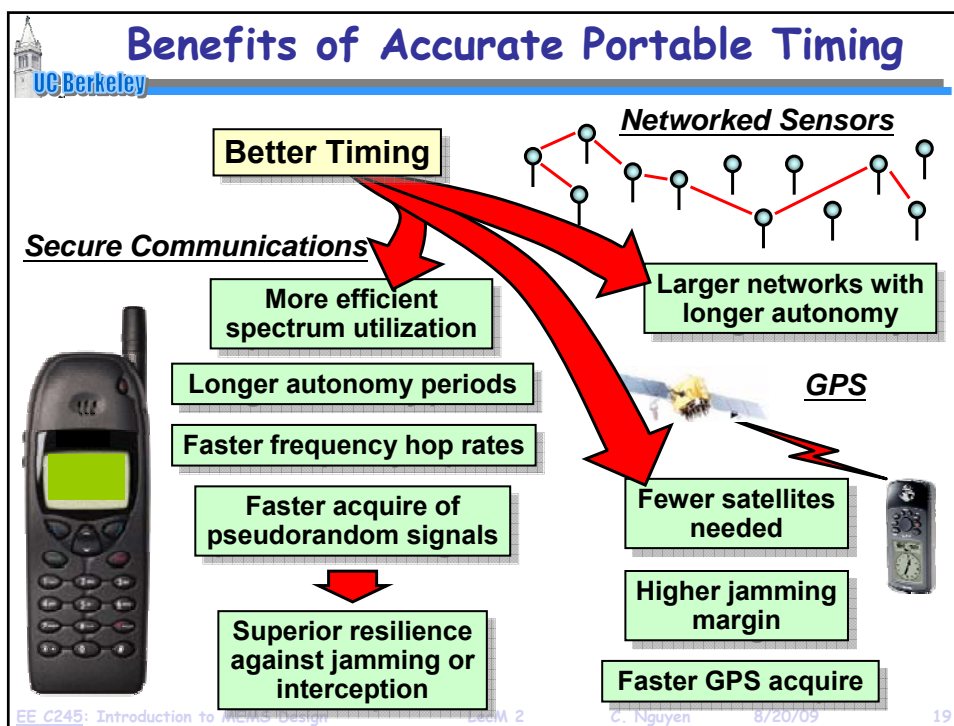 Benefits of Accurate Portable Timing
UC Berkeley
Networked Sensors
Better Timing
Secure Communications
More efficient
spectrum utilization
Longer autonomy periods
Faster frequency hop rates
Faster acquire of
pseudorandom signals
Superior resilience
against jamming or
interception
Larger networks with
longer autonomy
GPS
Fewer satellites
needed
Higher jamming
margin
Faster GPS acquire
EE C245: Introduction to MEMS Design LecM 2 C. Nguyen 8/20/09 19